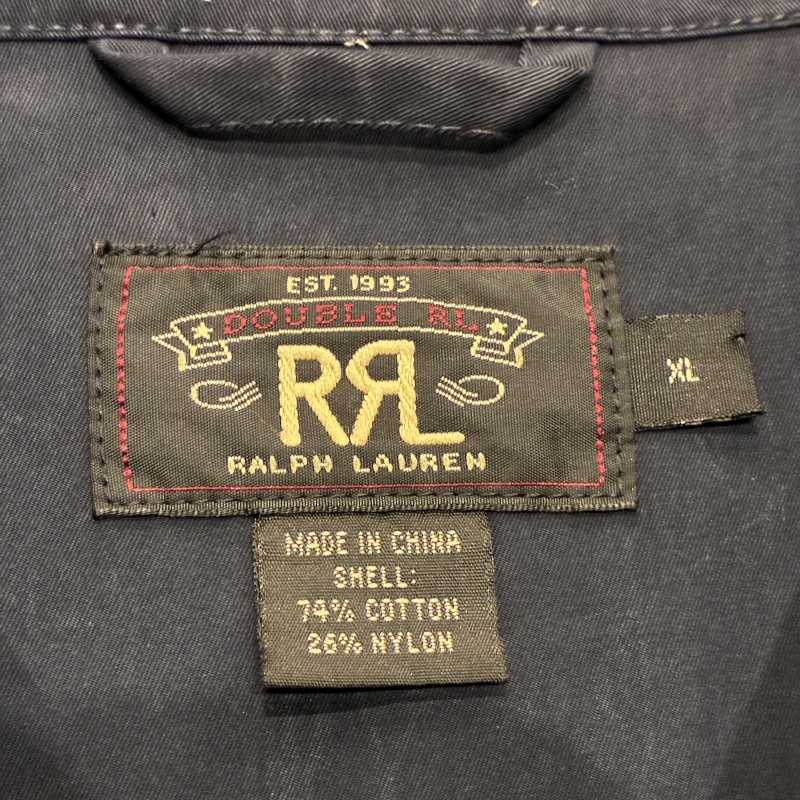 EST. 1993
DOUBLE RL
RRL
RALPH LAUREN
XL
MADE IN CHINA
SHELL:
74% COTTON
26% NYLON